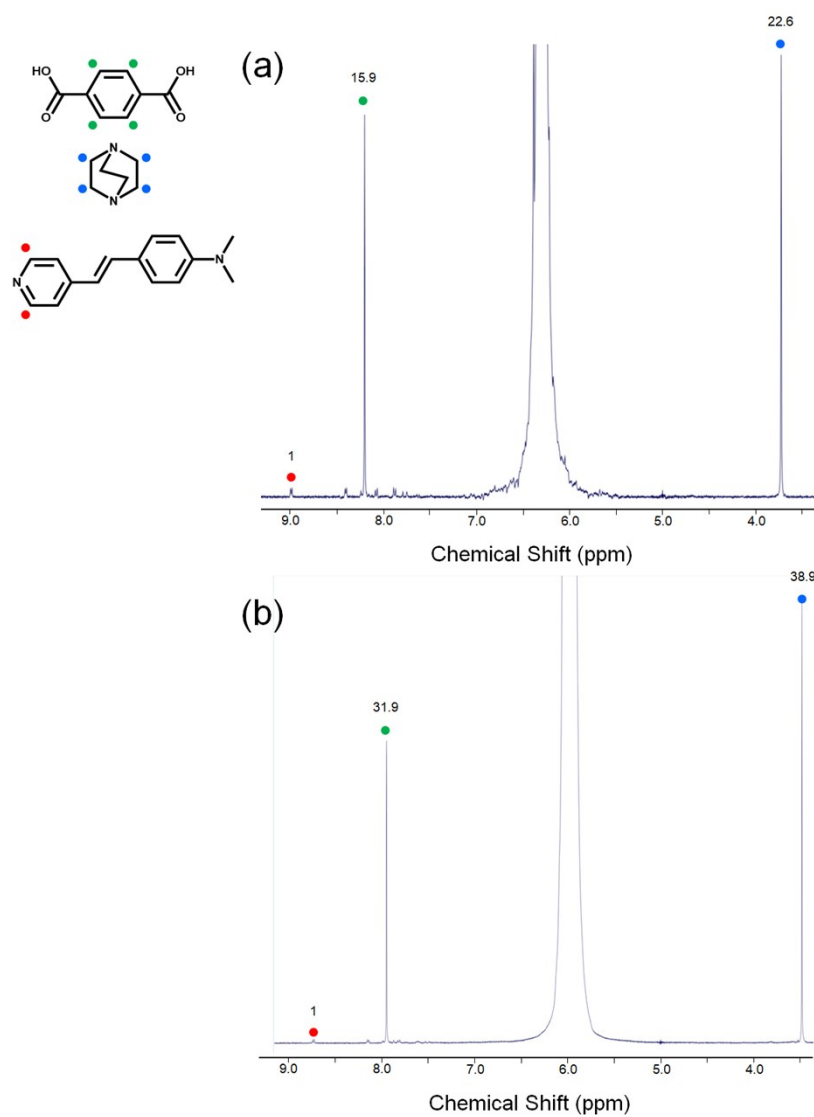 (a)
HO
OH
O
O
N
N
N
N
22.6
15.9
1
9.0 8.0 7.0 6.0 5.0 4.0
Chemical Shift (ppm)
(b)
38.9
31.9
1
9.0 8.0 7.0 6.0 5.0 4.0
Chemical Shift (ppm)